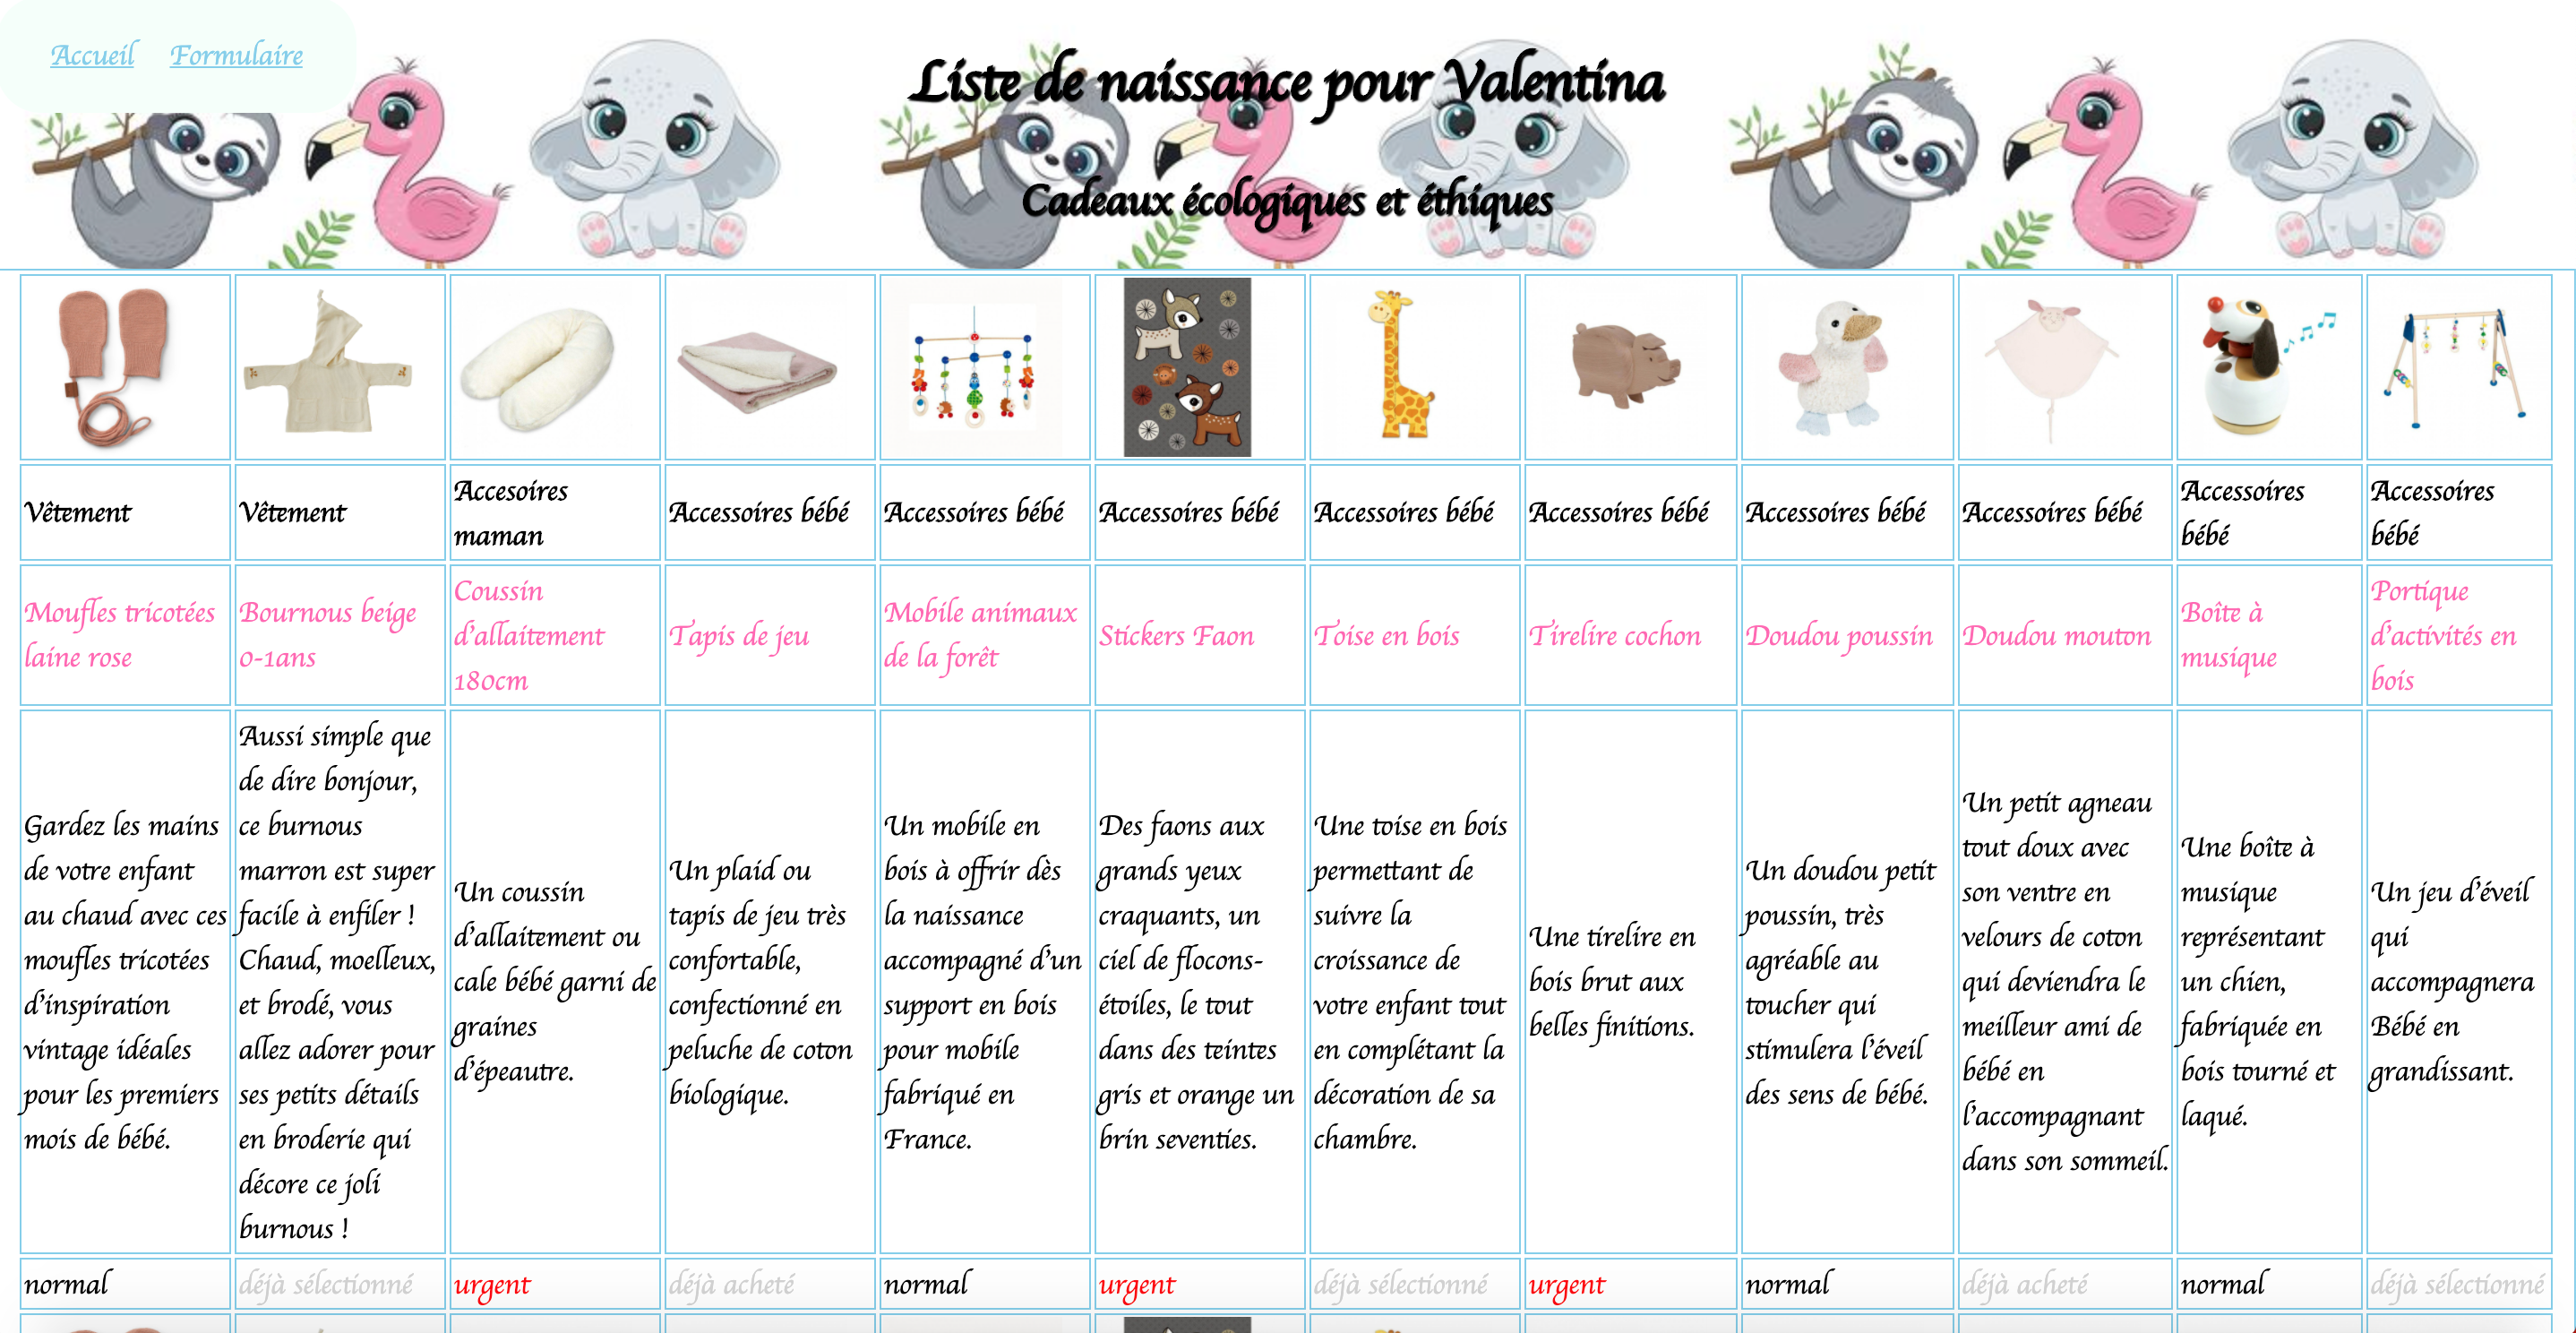 Accueil Formulaire
Liste de naissance pour Valentina
Cadeaux écologiques et éthiques
Vêtement
Vêtement
Accesoires
maman
Accessoires bébé
Accessoires bébé
Accessoires bébé
Accessoires bébé
Accessoires bébé
Accessoires bébé
Accessoires bébé
Accessoires
bébé
Accessoires
bébé
Moufles tricotées
laine rose
Bournous beige
0-1ans
Coussin
d'allaitement
180cm
Tapis de jeu
Mobile animaux
de la forêt
Stickers Faon
Toise en bois
Tirelire cochon
Doudou poussin
Doudou mouton
Boîte à
musique
Portique
d'activités en
bois
Gardez les mains
de votre enfant
au chaud avec ces
moufles tricotées
d'inspiration
vintage idéales
pour les premiers
mois de bébé.
Aussi simple que
de dire bonjour,
ce burnous
marron est super
facile à enfiler !
Chaud, moelleux,
et brodé, vous
allez adorer pour
ses petits détails
en broderie qui
décore ce joli
burnous !
Un coussin
d'allaitement ou
cale bébé garni de
graines
d'épeautre.
Un plaid ou
tapis de jeu très
confortable,
confectionné en
peluche de coton
biologique.
Un mobile en
bois à offrir dès
la naissance
accompagné d'un
support en bois
pour mobile
fabriqué en
France.
Des faons aux
grands yeux
craquants, un
ciel de flocons-
étoiles, le tout
dans des teintes
gris et orange un
brin seventies.
Une toise en bois
permettant de
suivre la
croissance de
votre enfant tout
en complétant la
décoration de sa
chambre.
Une tirelire en
bois brut aux
belles finitions.
Un doudou petit
poussin, très
agréable au
toucher qui
stimulera l'éveil
des sens de bébé.
Un petit agneau
tout doux avec
son ventre en
velours de coton
qui deviendra le
meilleur ami de
bébé en
l'accompagnant
dans son sommeil.
Une boîte à
musique
représentant
un chien,
fabriquée en
bois tourné et
laqué.
Un jeu d'éveil
qui
accompagnera
Bébé en
grandissant.
normal
déjà sélectionné
urgent
déjà acheté
normal
urgent
déjà sélectionné
urgent
normal
déjà acheté
normal
déjà sélectionné